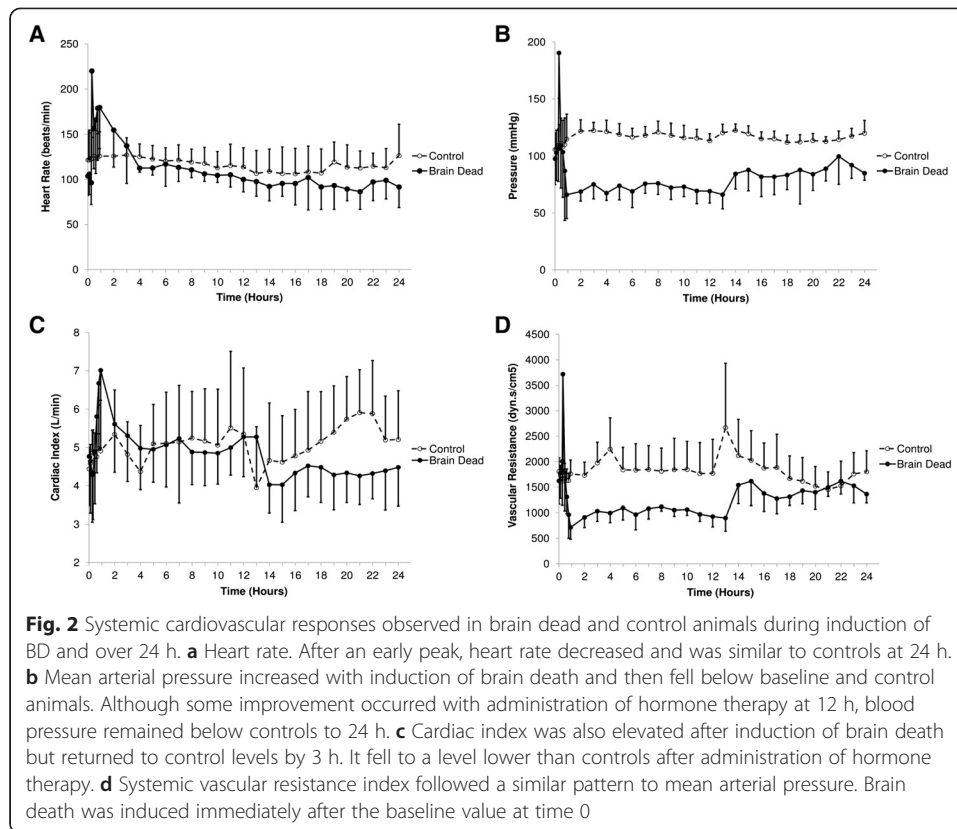 A
250
200
150
100
50
0
Heart Rate (beats/min)
0 2 4 6 8 10 12 14 16 18 20 22 24
Time (Hours)
Control
Brain Dead
B
200
150
100
50
0
Pressure (mmHg)
0 2 4 6 8 10 12 14 16 18 20 22 24
Time (Hours)
Control
Brain Dead
C
8
7
6
5
4
3
2
Cardiac Index (L/min)
0 2 4 6 8 10 12 14 16 18 20 22 24
Time (Hours)
Control
Brain Dead
D
4500
4000
3500
3000
2500
2000
1500
1000
500
0
Vascular Resistance (dyn.s/cm5)
0 2 4 6 8 10 12 14 16 18 20 22 24
Time (Hours)
Control
Brain Dead
Fig. 2 Systemic cardiovascular responses observed in brain dead and control animals during induction of
BD and over 24 h. a Heart rate. After an early peak, heart rate decreased and was similar to controls at 24 h.
b Mean arterial pressure increased with induction of brain death and then fell below baseline and control
animals. Although some improvement occurred with administration of hormone therapy at 12 h, blood
pressure remained below controls to 24 h. c Cardiac index was also elevated after induction of brain death
but returned to control levels by 3 h. It fell to a level lower than controls after administration of hormone
therapy. d Systemic vascular resistance index followed a similar pattern to mean arterial pressure. Brain
death was induced immediately after the baseline value at time 0